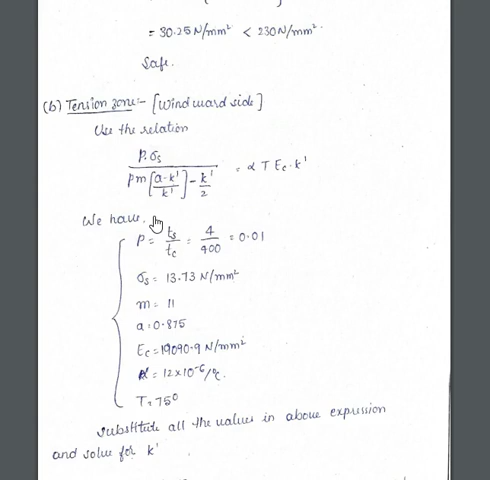 = 30.25 N/mm² < 230 N/mm².
Safe.
(b) Tension zone:- [Wind ward side]
Use the relation
p.σs / pm[a-k'/k'] - k'/2 = α T Ec. k'
We have.
p = ts/tc = 4/400 = 0.01
σs = 13.73 N/mm²
m = 11
a = 0.875
Ec = 19090.9 N/mm²
α = 12×10⁻⁶/°c.
T = 75°
Substitute all the values in above expression
and solve for k'